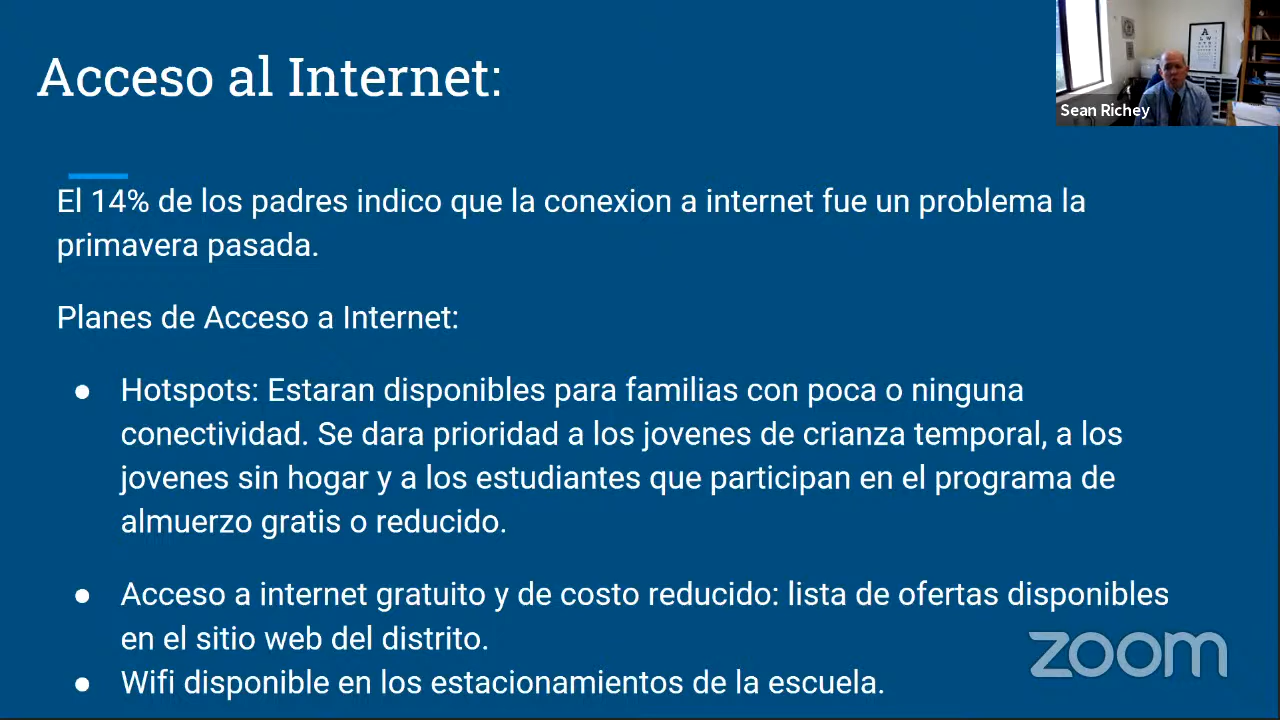 Acceso al Internet:
Sean Richey
El 14% de los padres indico que la conexion a internet fue un problema la
primavera pasada.
Planes de Acceso a Internet:
● Hotspots: Estaran disponibles para familias con poca o ninguna
conectividad. Se dara prioridad a los jovenes de crianza temporal, a los
jovenes sin hogar y a los estudiantes que participan en el programa de
almuerzo gratis o reducido.
● Acceso a internet gratuito y de costo reducido: lista de ofertas disponibles
en el sitio web del distrito.
● Wifi disponible en los estacionamientos de la escuela.
zoom